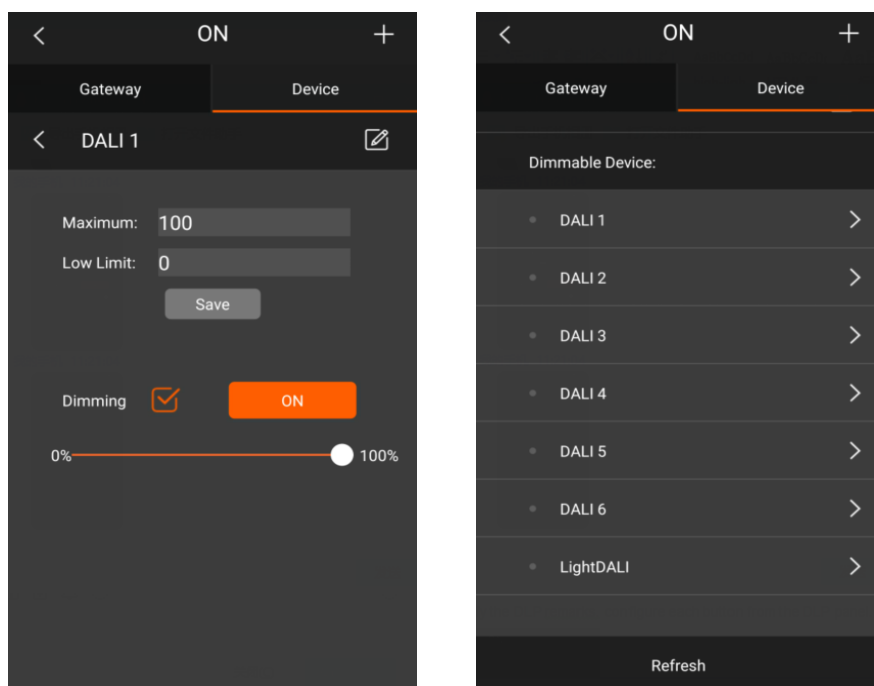 ON
Gateway Device
DALI 1
Maximum: 100
Low Limit: 0
Save
Dimming ON
0% 100%
ON
Gateway Device
Dimmable Device:
DALI 1
DALI 2
DALI 3
DALI 4
DALI 5
DALI 6
LightDALI
Refresh